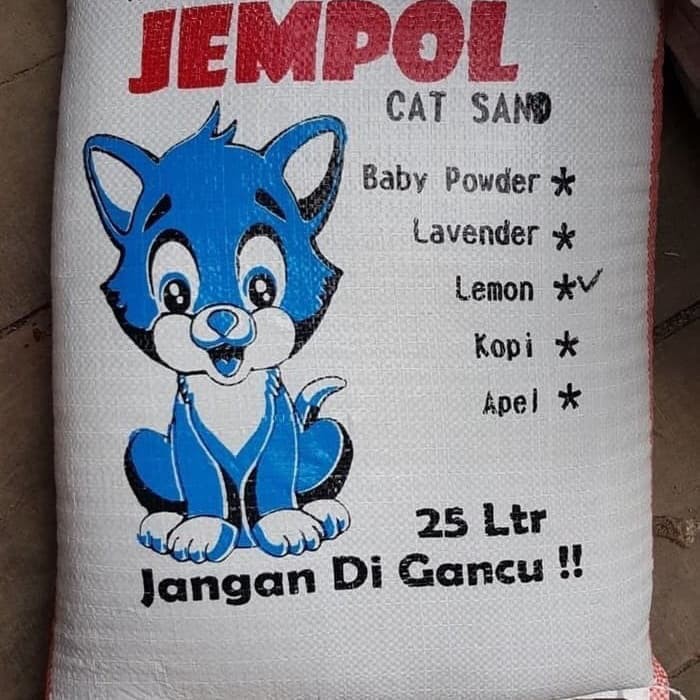 JEMPOL
CAT SAND
Baby Powder *
Lavender *
Lemon *✓
Kopi *
Apel *
25 Ltr
Jangan Di Gancu !!